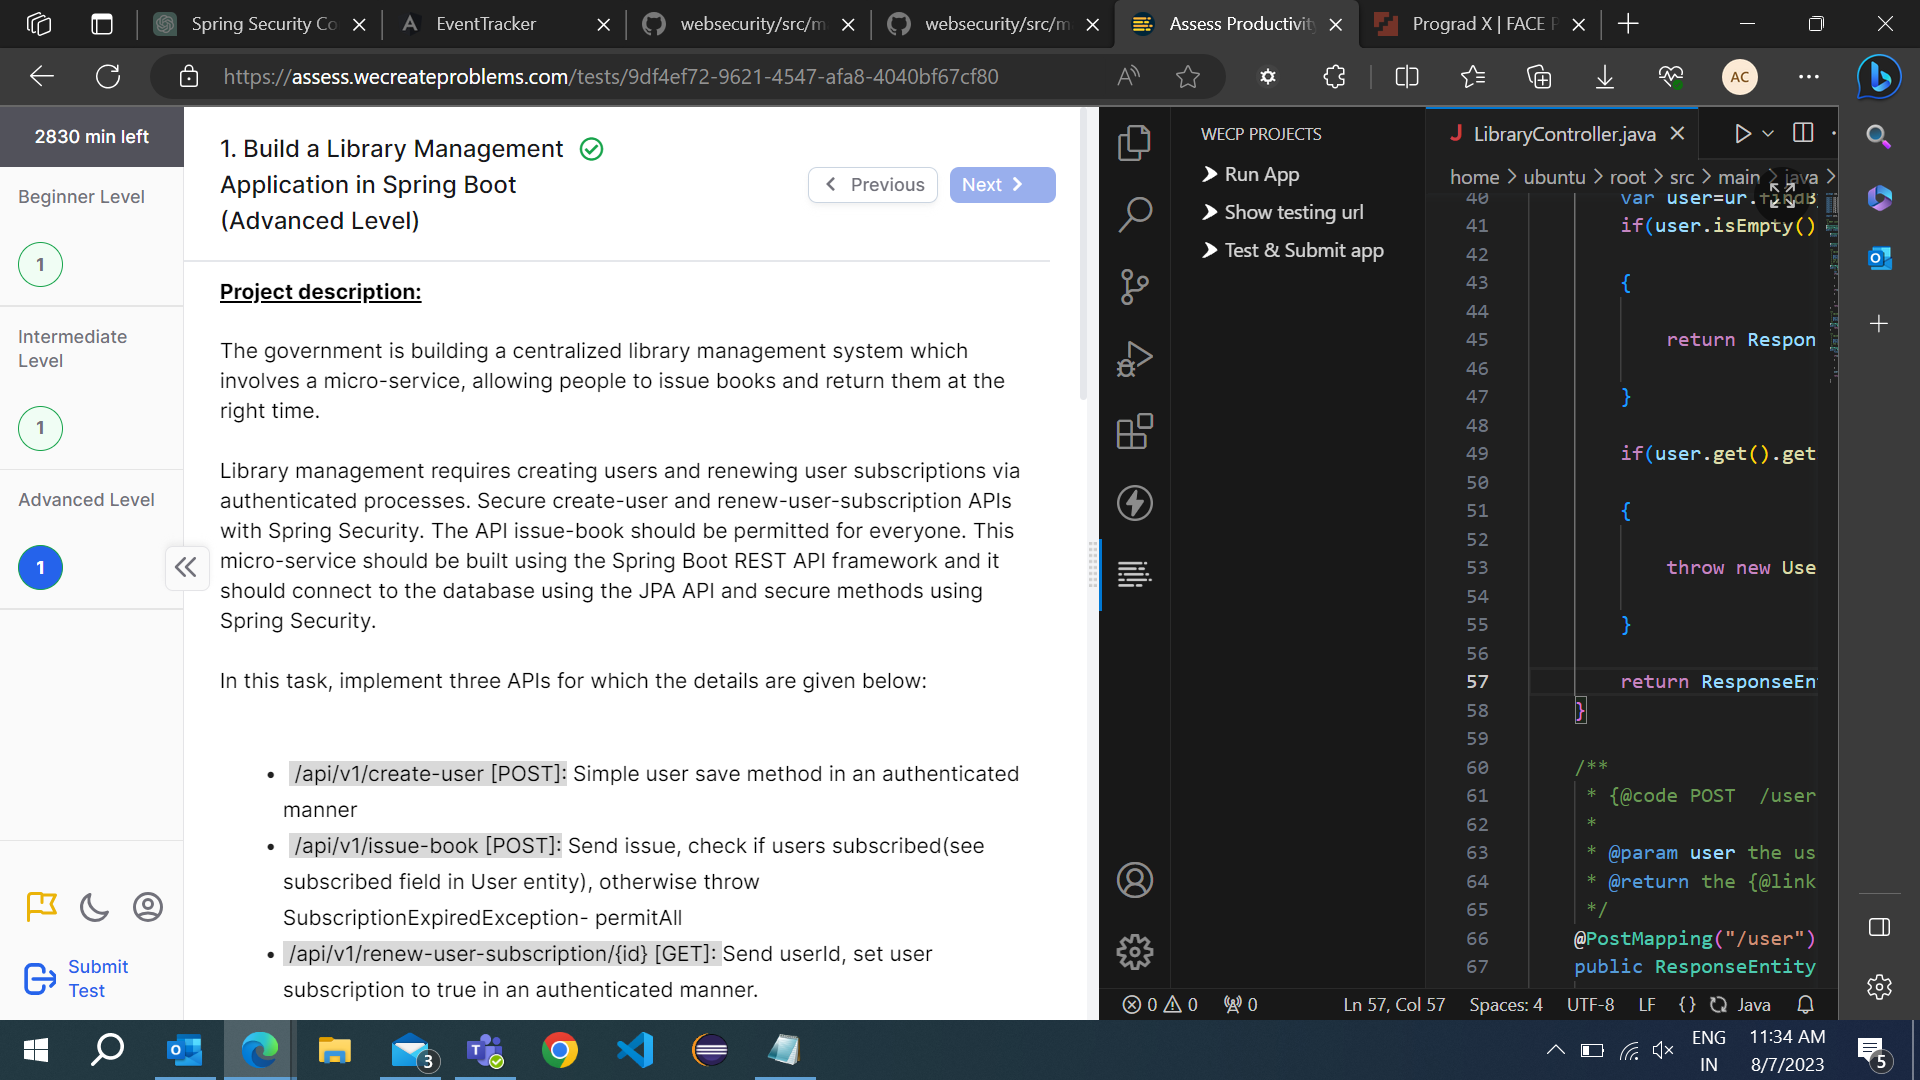 Spring Security Co
EventTracker
websecurity/src/m
websecurity/src/m
Assess Productivit
Prograd X | FACE P
https://assess.wecreateproblems.com/tests/9df4ef72-9621-4547-afa8-4040bf67cf80
AC
2830 min left
Beginner Level
1
Intermediate
Level
1
Advanced Level
1
Submit
Test
1. Build a Library Management
Application in Spring Boot
(Advanced Level)
Previous
Next
Project description:
The government is building a centralized library management system which
involves a micro-service, allowing people to issue books and return them at the
right time.
Library management requires creating users and renewing user subscriptions via
authenticated processes. Secure create-user and renew-user-subscription APIs
with Spring Security. The API issue-book should be permitted for everyone. This
micro-service should be built using the Spring Boot REST API framework and it
should connect to the database using the JPA API and secure methods using
Spring Security.
In this task, implement three APIs for which the details are given below:
• /api/v1/create-user [POST]: Simple user save method in an authenticated
manner
• /api/v1/issue-book [POST]: Send issue, check if users subscribed(see
subscribed field in User entity), otherwise throw
SubscriptionExpiredException- permitAll
• /api/v1/renew-user-subscription/{id} [GET]: Send userId, set user
subscription to true in an authenticated manner.
WECP PROJECTS
Run App
Show testing url
Test & Submit app
J LibraryController.java
home > ubuntu > root > src > main > java >
40 var user=ur.findB
41 if(user.isEmpty()
42
43 {
44
45 return Respon
46
47 }
48
49 if(user.get().get
50
51 {
52
53 throw new Use
54
55 }
56
57 return ResponseEn
58 }
59
60 /**
61 * {@code POST /user
62 *
63 * @param user the us
64 * @return the {@link
65 */
66 @PostMapping("/user")
67 public ResponseEntity
0 0 0
Ln 57, Col 57
Spaces: 4
UTF-8
LF
{} Java
3
ENG
IN
11:34 AM
8/7/2023
5